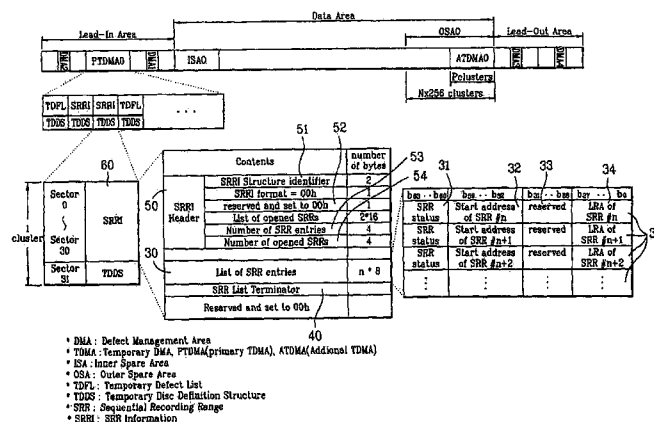 Data Area
Lead-In Area
OSA0
Lead-Out Area
PTDMA0
ISA0
ATDMA0
Pclusters
Nx256 clusters
TDFL SRRI SRRI TDFL
TDDS TDDS TDDS TDDS
. . .
51
52
53
54
60
50
30
40
31
32
33
34
cluster
Sector 0
~
Sector 30
SRRI
Sector 31
TDDS
Contents
number of bytes
SRRI Header
SRRI Structure identifier 2
SRRI format = 00h 1
reserved and set to 00h 1
List of opened SRRs 2*16
Number of SRR entries 4
Number of opened SRRs 4
List of SRR entries n * 8
SRR List Terminator
Reserved and set to 00h
SRR status Start address of SRR #n reserved LRA of SRR #n
SRR status Start address of SRR #n+1 reserved LRA of SRR #n+1
SRR status Start address of SRR #n+2 reserved LRA of SRR #n+2
* DMA : Defect Management Area
* TDMA : Temporary DMA, PTDMA(primary TDMA), ATDMA(Addional TDMA)
* ISA : Inner Spare Area
* OSA : Outer Spare Area
* TDFL : Temporary Defect List
* TDDS : Temporary Disc Definition Structure
* SRR : Sequential Recording Range
* SRRI : SRR Information